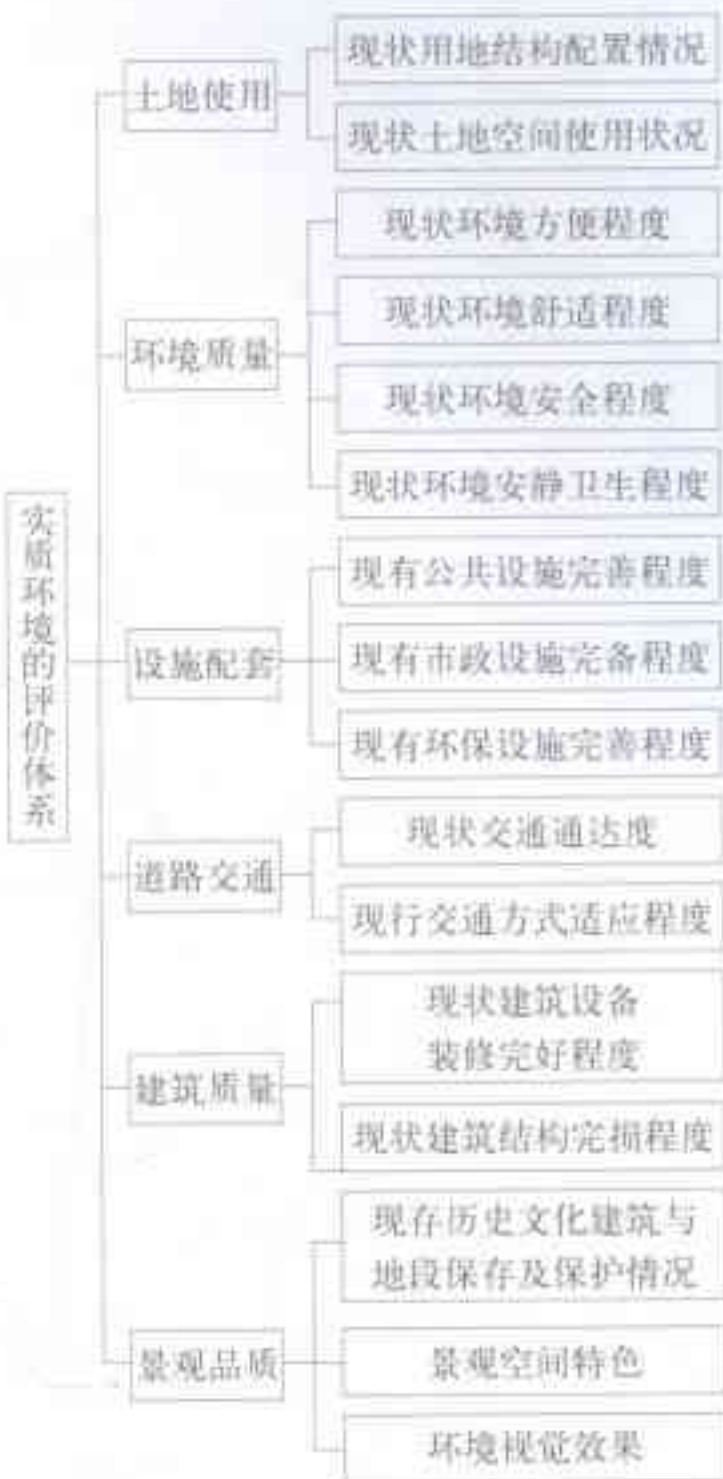 实质环境的评价体系
土地使用
现状用地结构配置情况
现状土地空间使用状况
环境质量
现状环境方便程度
现状环境舒适程度
现状环境安全程度
现状环境安静卫生程度
设施配套
现有公共设施完善程度
现有市政设施完备程度
现有环保设施完善程度
道路交通
现状交通通达度
现行交通方式适应程度
建筑质量
现状建筑设备
装修完好程度
现状建筑结构完损程度
景观品质
现存历史文化建筑与
地段保存及保护情况
景观空间特色
环境视觉效果